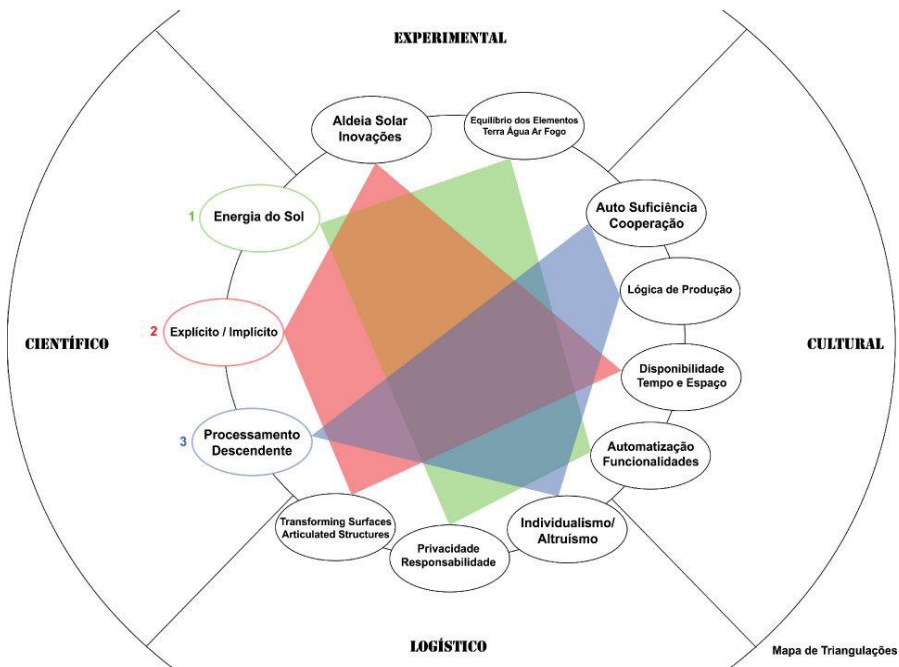 EXPERIMENTAL
Aldeia Solar
Inovações
Equilíbrio dos Elementos
Terra Água Ar Fogo
1
Energia do Sol
Auto Suficiência
Cooperação
Lógica de Produção
2
Explícito / Implicito
CIENTÍFICO
CULTURAL
Disponibilidade
Tempo e Espaço
3
Processamento
Descendente
Automatização
Funcionalidades
Transforming Surfaces
Articulated Structures
Privacidade
Responsabilidade
Individualismo/
Altruísmo
LOGÍSTICO
Mapa de Triangulações